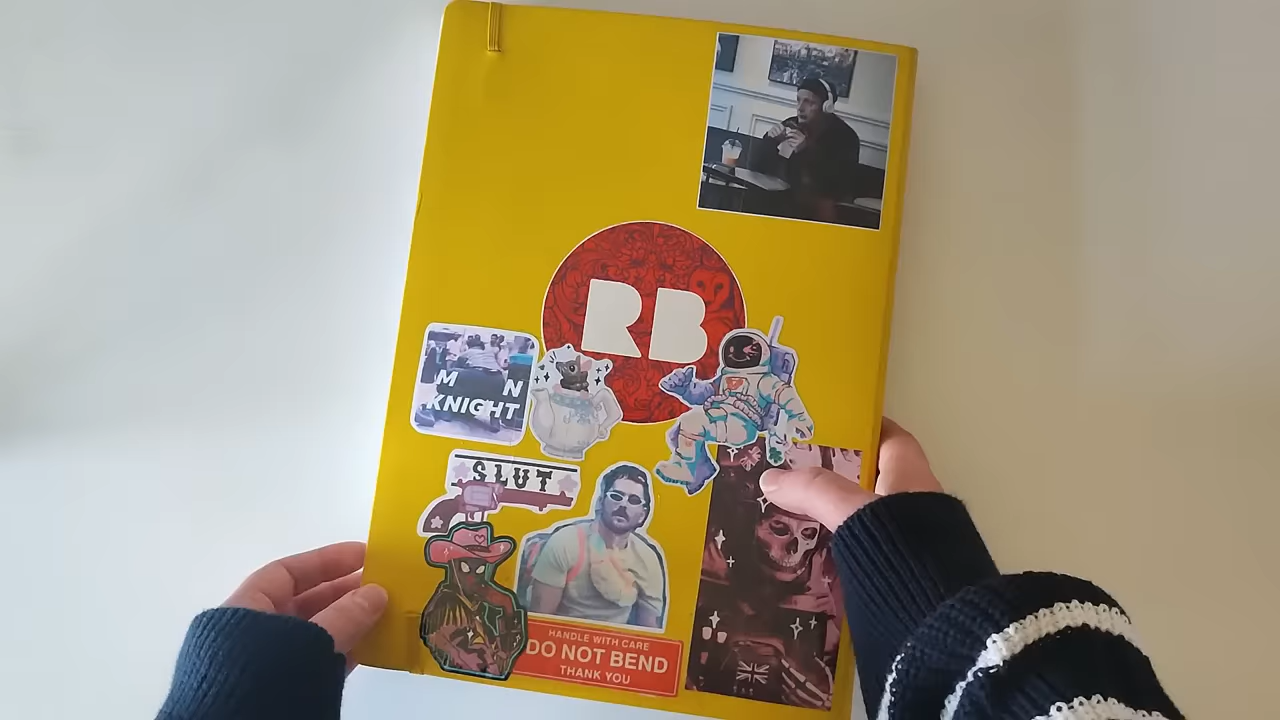 RB
M N
KNIGHT
SLUT
HANDLE WITH CARE
DO NOT BEND
THANK YOU